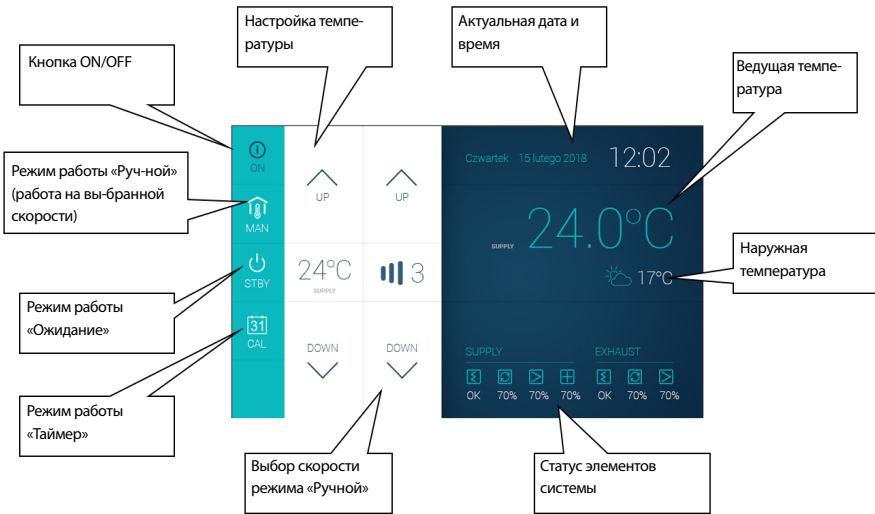 Настройка темпе-
ратуры
Актуальная дата и
время
Кнопка ON/OFF
Ведущая темпе-
ратура
Режим работы «Руч-ной»
(работа на вы-бранной
скорости)
Наружная
температура
Режим работы
«Ожидание»
Режим работы
«Таймер»
Выбор скорости
режима «Ручной»
Статус элементов
системы
ON
MAN
STBY
31
CAL
UP
UP
24°C
SUPPLY
3
DOWN
DOWN
Czwartek 15 lutego 2018 12:02
SUPPLY 24.0°C
17°C
SUPPLY EXHAUST
OK 70% 70% 70% OK 70% 70%